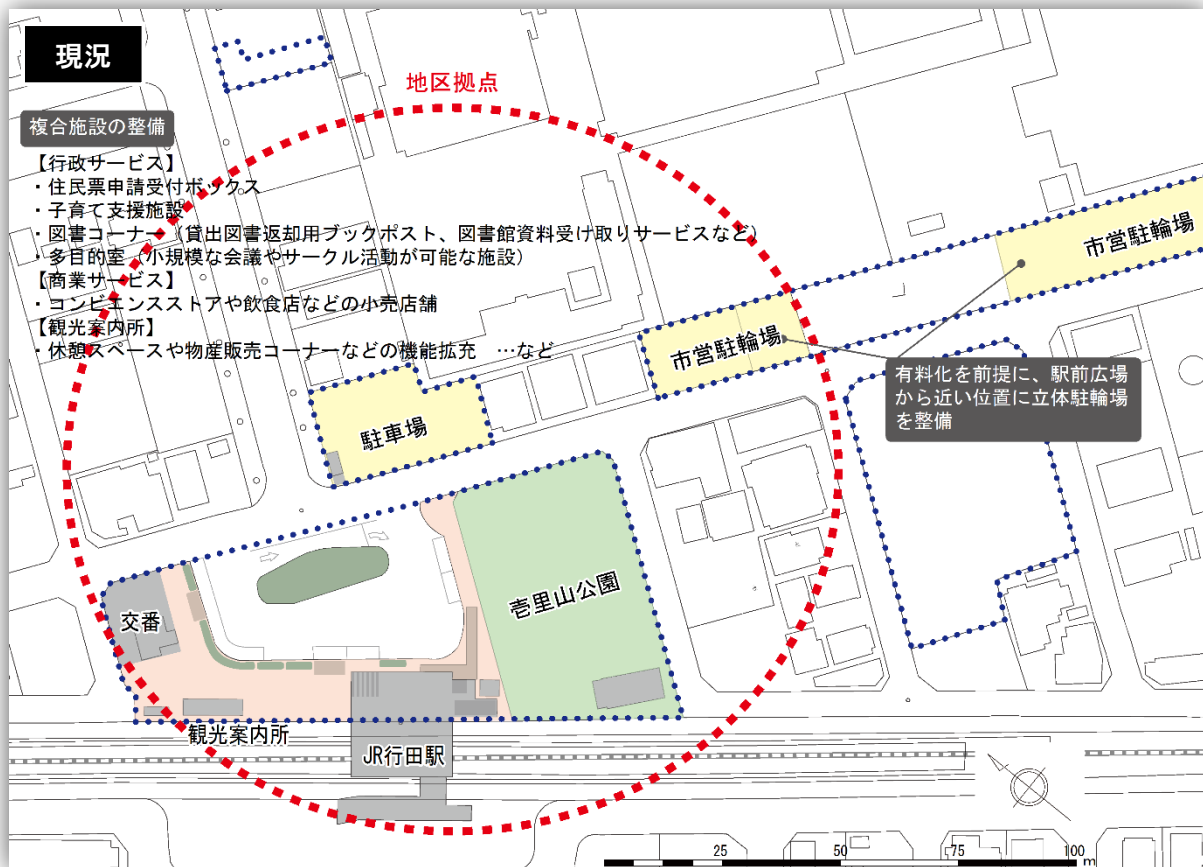 現況
地区拠点
複合施設の整備
【行政サービス】
・住民票申請受付ボックス
・子育て支援施設
・図書コーナー（貸出図書返却用ブックポスト、図書館資料受け取りサービスなど）
・多目的室（小規模な会議やサークル活動が可能な施設）
【商業サービス】
・コンビエンスストアや飲食店などの小売店舗
【観光案内所】
・休憩スペースや物産販売コーナーなどの機能拡充　…など
市営駐輪場
市営駐輪場
有料化を前提に、駅前広場
から近い位置に立体駐輪場
を整備
駐車場
壱里山公園
交番
観光案内所
JR行田駅
25 50 75 100
m